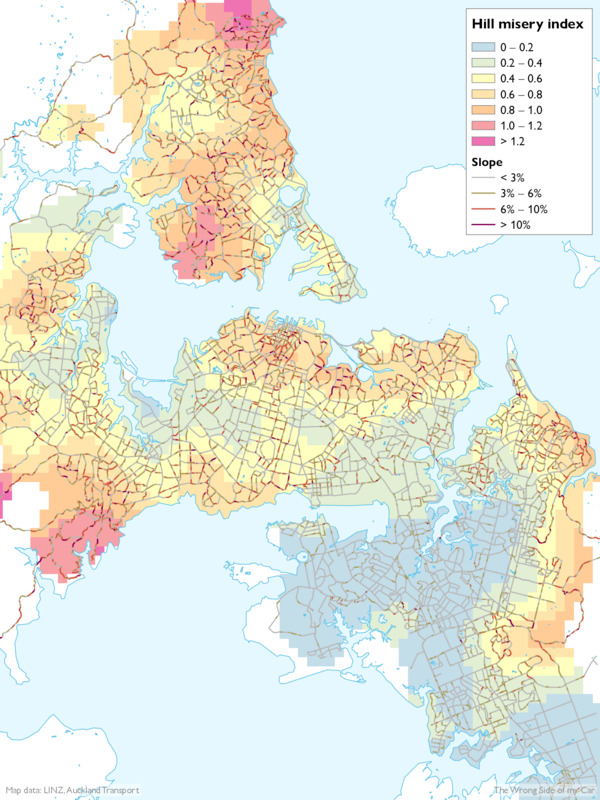 Hill misery index
0 – 0.2
0.2 – 0.4
0.4 – 0.6
0.6 – 0.8
0.8 – 1.0
1.0 – 1.2
> 1.2
Slope
< 3%
3% – 6%
6% – 10%
> 10%
Map data: LINZ, Auckland Transport
The Wrong Side of my Car